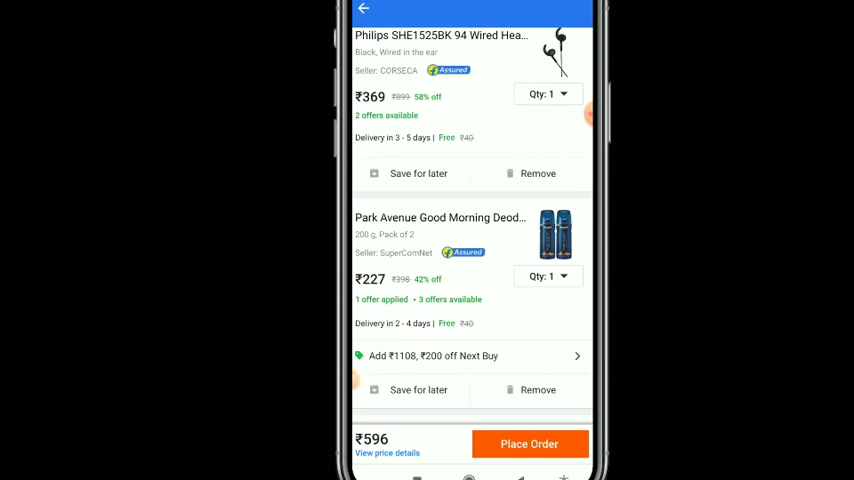 Philips SHE1525BK 94 Wired Hea...
Black, Wired in the ear
Seller: CORSECA Assured
₹369 ₹899 58% off
Qty: 1
2 offers available
Delivery in 3 - 5 days | Free ₹40
Save for later
Remove
Park Avenue Good Morning Deod...
200 g, Pack of 2
Seller: SuperComNet Assured
₹227 ₹398 42% off
Qty: 1
1 offer applied • 3 offers available
Delivery in 2 - 4 days | Free ₹40
Add ₹1108, ₹200 off Next Buy
Save for later
Remove
₹596
View price details
Place Order